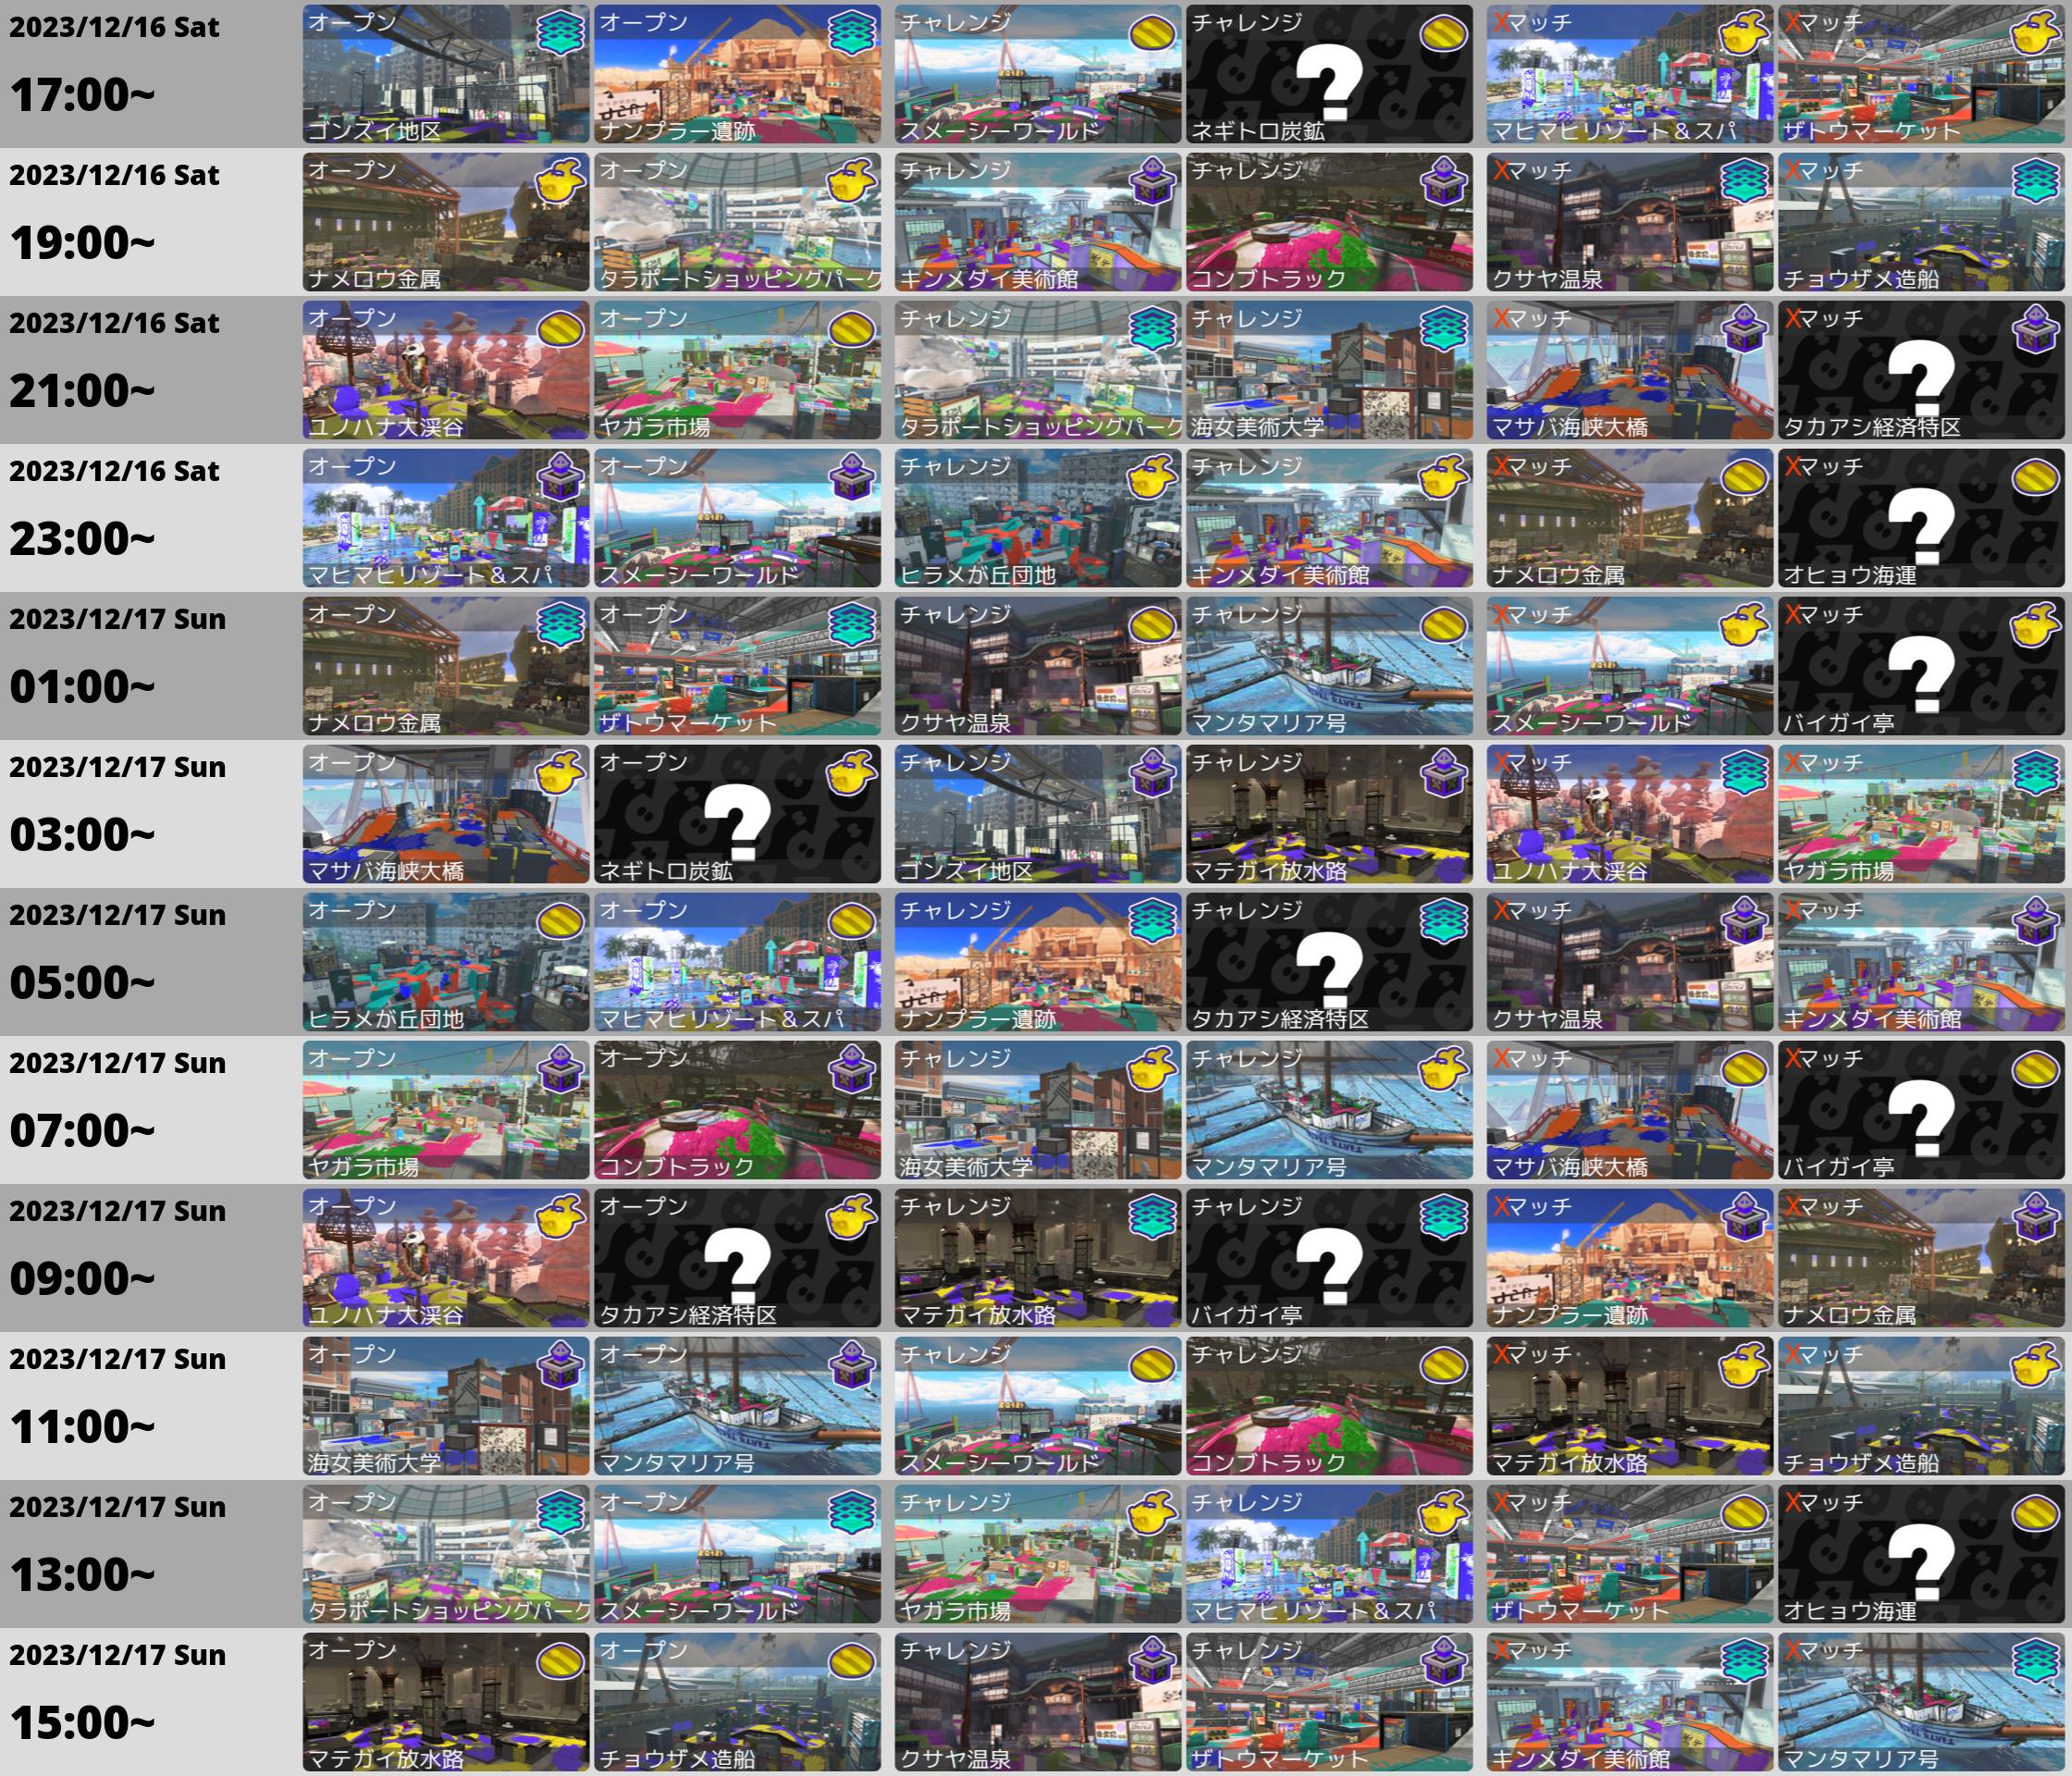 2023/12/16 Sat
17:00~
オープン
ゴンズイ地区
オープン
ナンプラー遺跡
チャレンジ
スメーシーワールド
チャレンジ
ネギトロ炭鉱
Xマッチ
マヒマヒリゾート＆スパ
Xマッチ
ザトウマーケット
2023/12/16 Sat
19:00~
オープン
ナメロウ金属
オープン
タラポートショッピングパーク
チャレンジ
キンメダイ美術館
チャレンジ
コンブトラック
Xマッチ
クサヤ温泉
Xマッチ
チョウザメ造船
2023/12/16 Sat
21:00~
オープン
ユノハナ大渓谷
オープン
ヤガラ市場
チャレンジ
タラポートショッピングパーク
チャレンジ
海女美術大学
Xマッチ
マサバ海峡大橋
Xマッチ
タカアシ経済特区
2023/12/16 Sat
23:00~
オープン
マヒマヒリゾート＆スパ
オープン
スメーシーワールド
チャレンジ
ヒラメが丘団地
チャレンジ
キンメダイ美術館
Xマッチ
ナメロウ金属
Xマッチ
オヒョウ海運
2023/12/17 Sun
01:00~
オープン
ナメロウ金属
オープン
ザトウマーケット
チャレンジ
クサヤ温泉
チャレンジ
マンタマリア号
Xマッチ
スメーシーワールド
Xマッチ
バイガイ亭
2023/12/17 Sun
03:00~
オープン
マサバ海峡大橋
オープン
ネギトロ炭鉱
チャレンジ
ゴンズイ地区
チャレンジ
マテガイ放水路
Xマッチ
ユノハナ大渓谷
Xマッチ
ヤガラ市場
2023/12/17 Sun
05:00~
オープン
ヒラメが丘団地
オープン
マヒマヒリゾート＆スパ
チャレンジ
ナンプラー遺跡
チャレンジ
タカアシ経済特区
Xマッチ
クサヤ温泉
Xマッチ
キンメダイ美術館
2023/12/17 Sun
07:00~
オープン
ヤガラ市場
オープン
コンブトラック
チャレンジ
海女美術大学
チャレンジ
マンタマリア号
Xマッチ
マサバ海峡大橋
Xマッチ
バイガイ亭
2023/12/17 Sun
09:00~
オープン
ユノハナ大渓谷
オープン
タカアシ経済特区
チャレンジ
マテガイ放水路
チャレンジ
バイガイ亭
Xマッチ
ナンプラー遺跡
Xマッチ
ナメロウ金属
2023/12/17 Sun
11:00~
オープン
海女美術大学
オープン
マンタマリア号
チャレンジ
スメーシーワールド
チャレンジ
コンブトラック
Xマッチ
マテガイ放水路
Xマッチ
チョウザメ造船
2023/12/17 Sun
13:00~
オープン
タラポートショッピングパーク
オープン
スメーシーワールド
チャレンジ
ヤガラ市場
チャレンジ
マヒマヒリゾート＆スパ
Xマッチ
ザトウマーケット
Xマッチ
オヒョウ海運
2023/12/17 Sun
15:00~
オープン
マテガイ放水路
オープン
チョウザメ造船
チャレンジ
クサヤ温泉
チャレンジ
ザトウマーケット
Xマッチ
キンメダイ美術館
Xマッチ
マンタマリア号